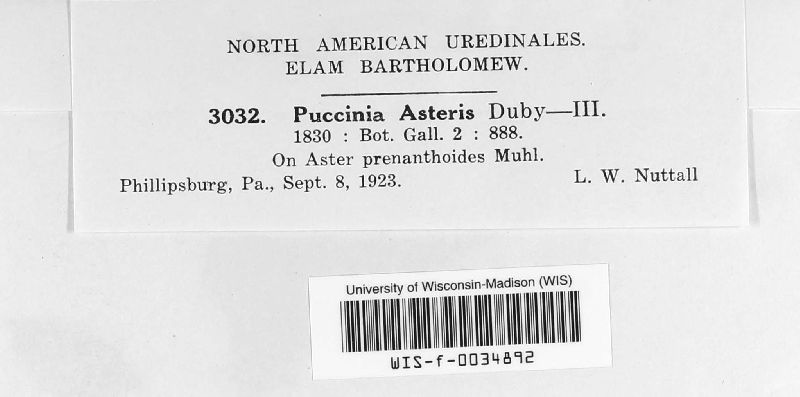 NORTH AMERICAN UREDINALES.
ELAM BARTHOLOMEW.
3032. Puccinia Asteris Duby—III.
1830 : Bot. Gall. 2 : 888.
On Aster prenanthoides Muhl.
Phillipsburg, Pa., Sept. 8, 1923. L. W. Nuttall
University of Wisconsin-Madison (WIS)
WIS-f-0034892